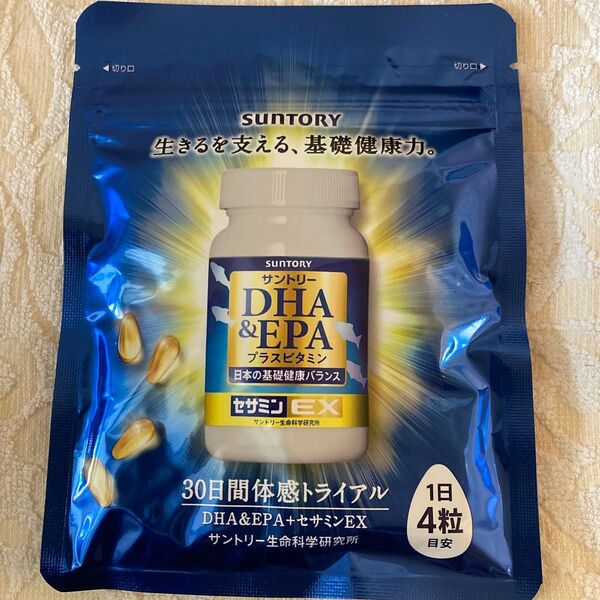 ◀切り口
切り口▶
SUNTORY
生きるを支える、基礎健康力。
SUNTORY
サントリー
DHA
&EPA
プラスビタミン
日本の基礎健康バランス
セサミンEX
サントリー生命科学研究所
30日間体感トライアル
DHA&EPA+セサミンEX
サントリー生命科学研究所
1日
4粒
目安